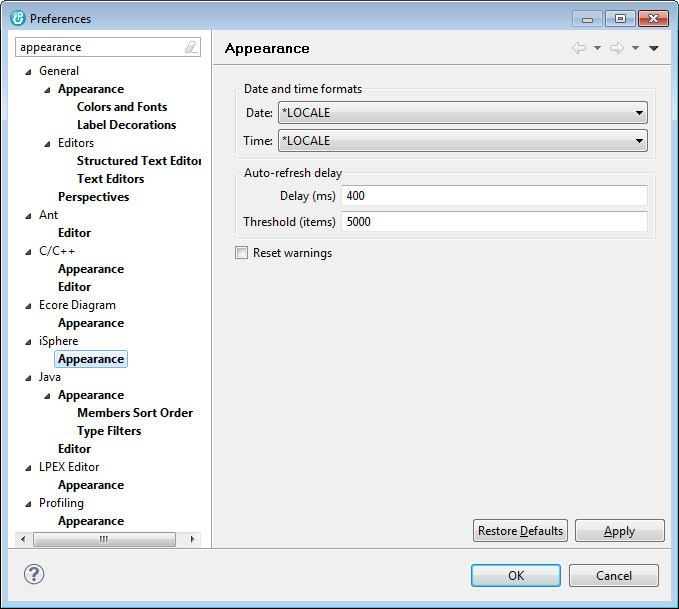 Preferences
appearance
General
Appearance
Colors and Fonts
Label Decorations
Editors
Structured Text Editor
Text Editors
Perspectives
Ant
Editor
C/C++
Appearance
Editor
Ecore Diagram
Appearance
iSphere
Appearance
Java
Appearance
Members Sort Order
Type Filters
Editor
LPEX Editor
Appearance
Profiling
Appearance
Appearance
Date and time formats
Date: *LOCALE
Time: *LOCALE
Auto-refresh delay
Delay (ms) 400
Threshold (items) 5000
Reset warnings
Restore Defaults Apply
OK Cancel